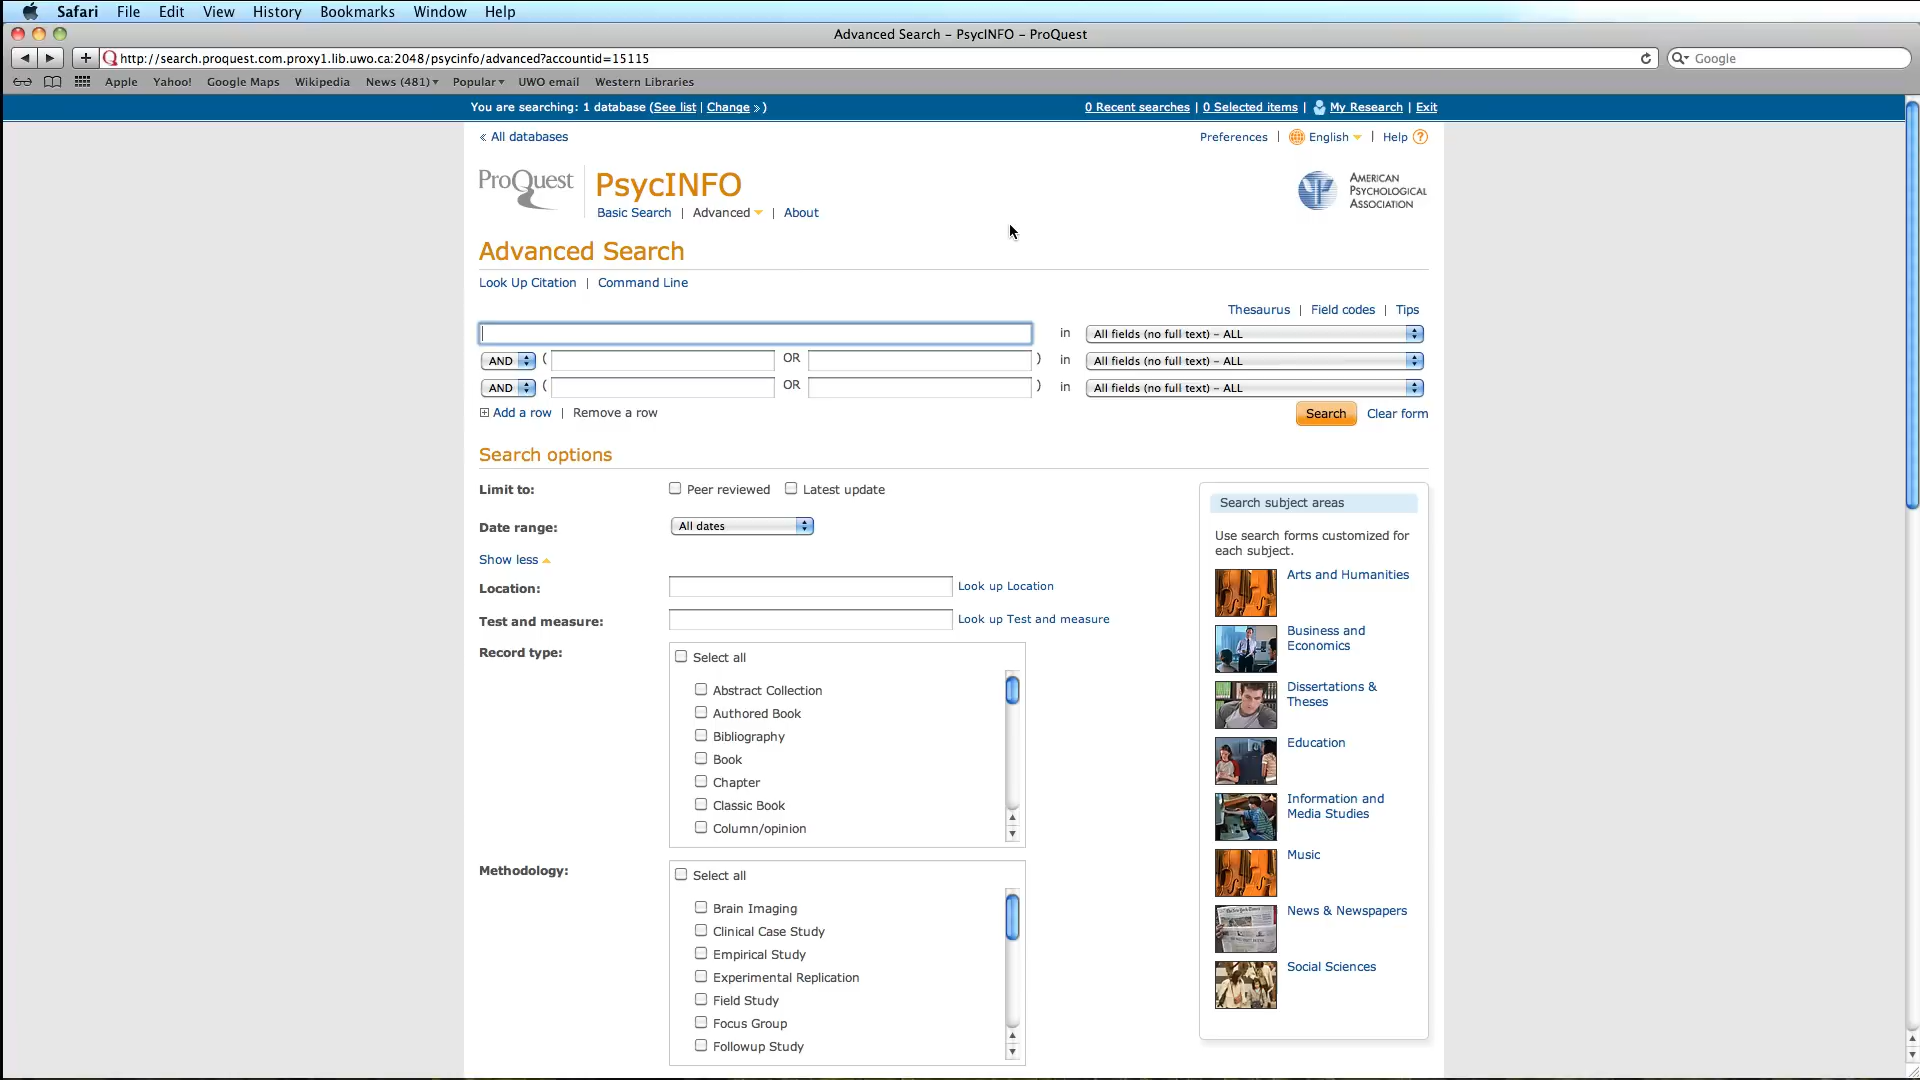 Safari File Edit View History Bookmarks Window Help
Advanced Search – PsycINFO – ProQuest
http://search.proquest.com.proxy1.lib.uwo.ca:2048/psycinfo/advanced?accountid=15115 Google
Apple Yahoo! Google Maps Wikipedia News (481)▾ Popular▾ UWO email Western Libraries
You are searching: 1 database (See list | Change » ) 0 Recent searches | 0 Selected items | My Research | Exit
« All databases Preferences | English | Help ?
ProQuest PsycINFO
AMERICAN
PSYCHOLOGICAL
ASSOCIATION
Basic Search | Advanced | About
Advanced Search
Look Up Citation | Command Line
Thesaurus | Field codes | Tips
in All fields (no full text) – ALL
AND ( OR ) in All fields (no full text) – ALL
AND ( OR ) in All fields (no full text) – ALL
Add a row | Remove a row Search Clear form
Search options
Limit to: Peer reviewed Latest update
Date range: All dates
Show less
Location: Look up Location
Test and measure: Look up Test and measure
Record type: Select all
Abstract Collection
Authored Book
Bibliography
Book
Chapter
Classic Book
Column/opinion
Methodology: Select all
Brain Imaging
Clinical Case Study
Empirical Study
Experimental Replication
Field Study
Focus Group
Followup Study
Search subject areas
Use search forms customized for
each subject.
Arts and Humanities
Business and
Economics
Dissertations &
Theses
Education
Information and
Media Studies
Music
News & Newspapers
Social Sciences